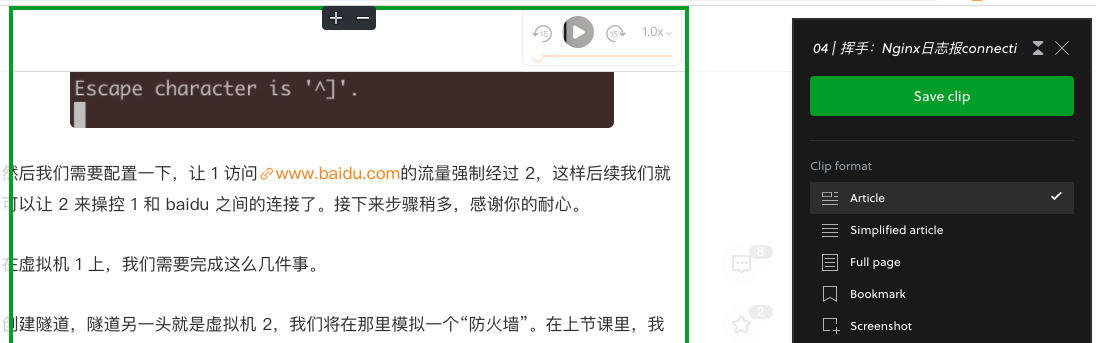 + −
15
15
1.0x
Escape character is '^]'.
然后我们需要配置一下，让 1 访问www.baidu.com的流量强制经过 2，这样后续我们就
可以让 2 来操控 1 和 baidu 之间的连接了。接下来步骤稍多，感谢你的耐心。
在虚拟机 1 上，我们需要完成这么几件事。
创建隧道，隧道另一头就是虚拟机 2，我们将在那里模拟一个“防火墙”。在上节课里，我
8
2
04 | 挥手：Nginx日志报connecti
Save clip
Clip format
Article
Simplified article
Full page
Bookmark
Screenshot